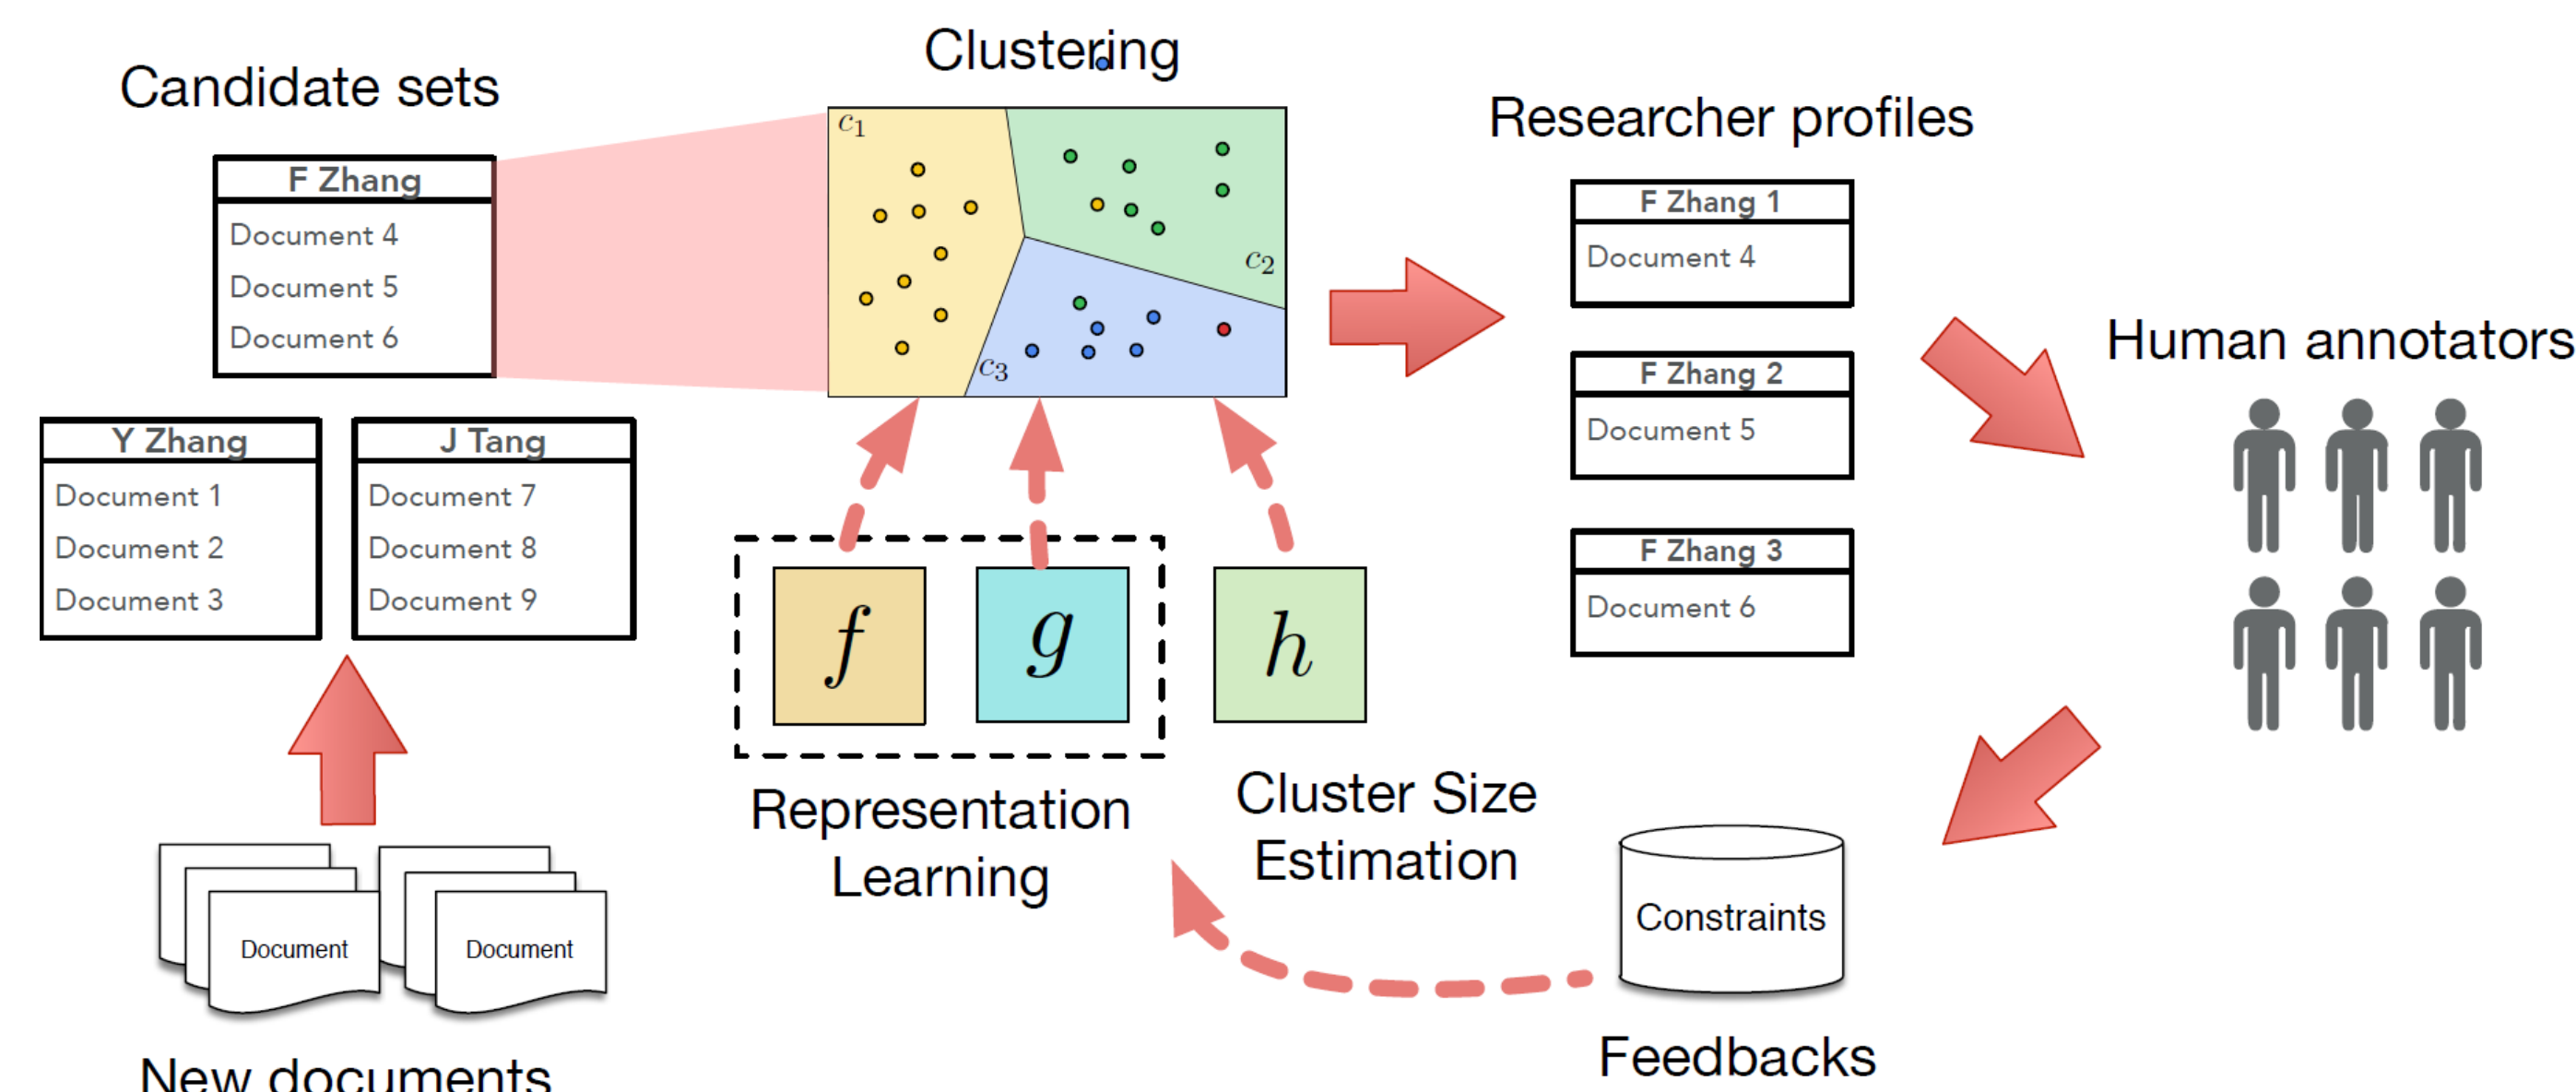 Candidate sets
F Zhang
Document 4
Document 5
Document 6
Y Zhang
Document 1
Document 2
Document 3
J Tang
Document 7
Document 8
Document 9
Document
Document
New documents
Clustering
c1
c2
c3
f
g
h
Representation
Learning
Cluster Size
Estimation
Researcher profiles
F Zhang 1
Document 4
F Zhang 2
Document 5
F Zhang 3
Document 6
Human annotators
Constraints
Feedbacks